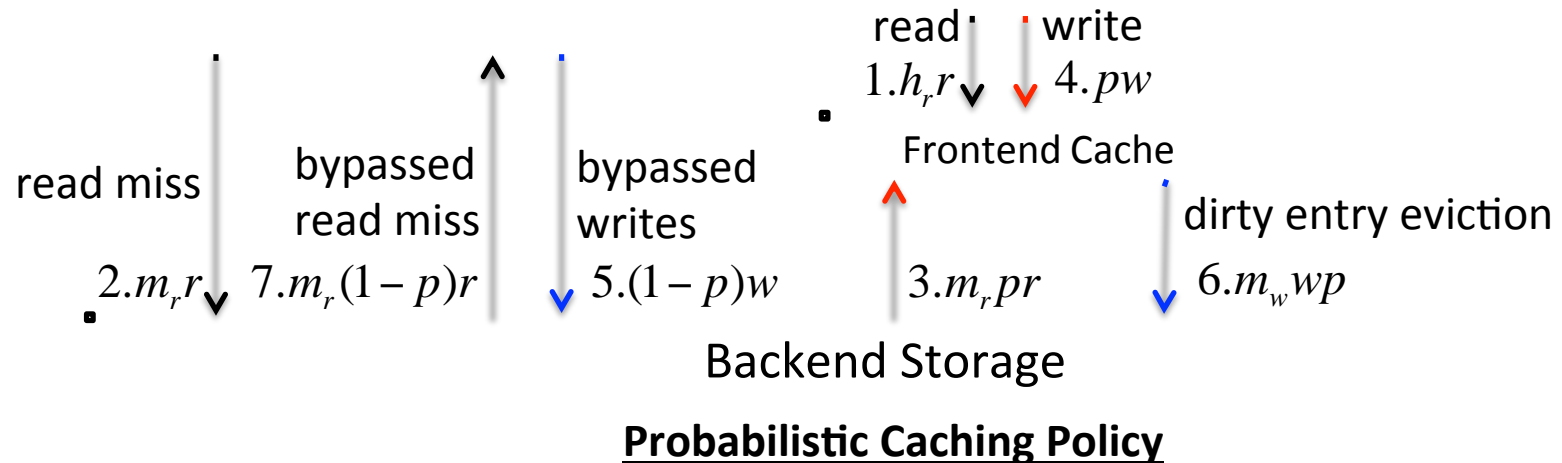 read write
1.h_r r 4.pw
Frontend Cache
read miss
bypassed
read miss
bypassed
writes
dirty entry eviction
2.m_r r 7.m_r(1−p)r 5.(1−p)w 3.m_r pr 6.m_w wp
Backend Storage
Probabilistic Caching Policy